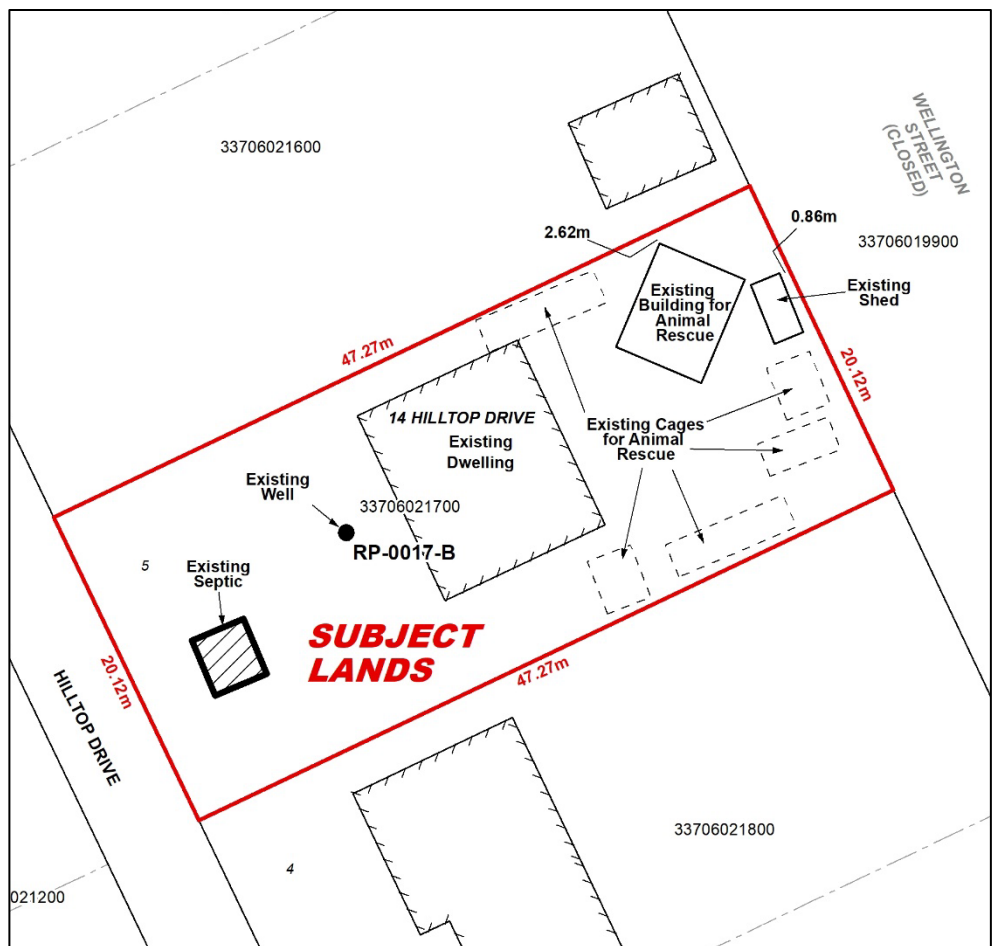 33706021600
WELLINGTON
STREET
(CLOSED)
0.86m
2.62m
33706019900
Existing
Building for
Animal
Rescue
Existing
Shed
47.27m
20.12m
14 HILLTOP DRIVE
Existing
Dwelling
Existing Cages
for Animal
Rescue
Existing
Well
33706021700
RP-0017-B
5
Existing
Septic
SUBJECT
LANDS
20.12m
47.27m
HILLTOP DRIVE
33706021800
4
021200